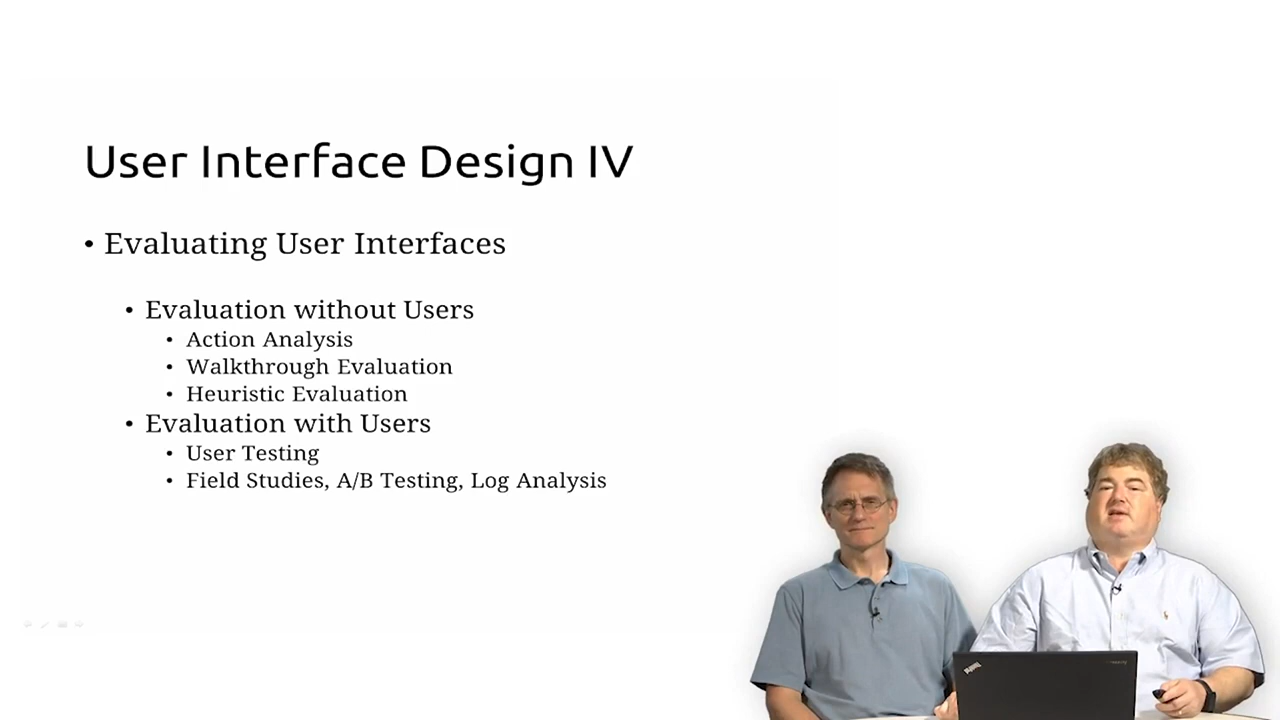 User Interface Design IV
• Evaluating User Interfaces
• Evaluation without Users
• Action Analysis
• Walkthrough Evaluation
• Heuristic Evaluation
• Evaluation with Users
• User Testing
• Field Studies, A/B Testing, Log Analysis
ThinkPad